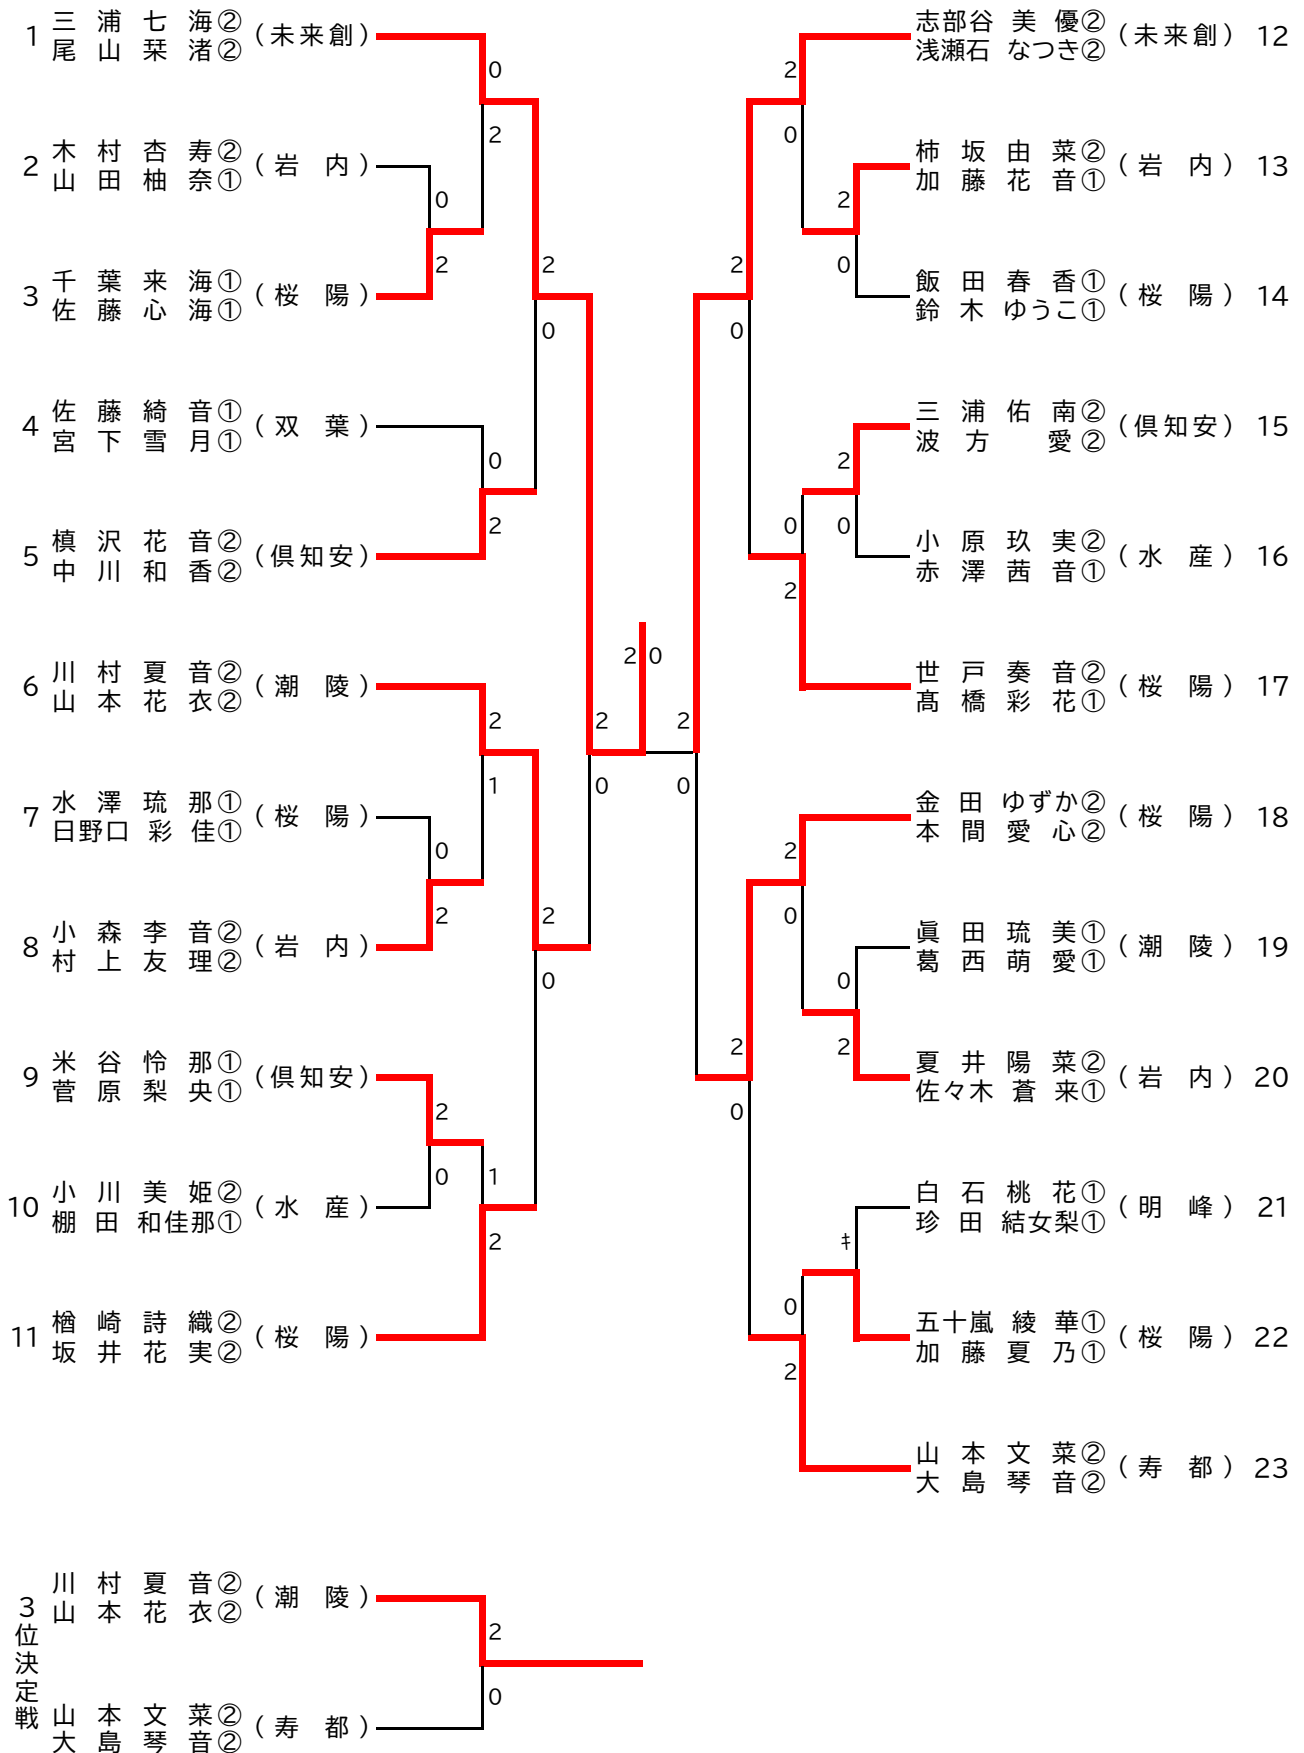 1 三浦七海② 尾山栞渚② (未来創)
0
2
2 木村杏寿② 山田柚奈① (岩内)
0
2
3 千葉来海① 佐藤心海① (桜陽)
2
0
4 佐藤綺音① 宮下雪月① (双葉)
0
2
5 槙沢花音② 中川和香② (倶知安)
6 川村夏音② 山本花衣② (潮陵)
2
1
2
0
7 水澤琉那① 日野口彩佳① (桜陽)
0
2
8 小森李音② 村上友理② (岩内)
2
0
9 米谷怜那① 菅原梨央① (倶知安)
2
0
10 小川美姫② 棚田和佳那① (水産)
1
2
11 楢崎詩織② 坂井花実② (桜陽)
2 0
志部谷美優② 浅瀬石なつき② (未来創) 12
2
0
柿坂由菜② 加藤花音① (岩内) 13
2
0
飯田春香① 鈴木ゆうこ① (桜陽) 14
2
0
三浦佑南② 波方愛② (倶知安) 15
2
0
小原玖実② 赤澤茜音① (水産) 16
0
2
世戸奏音② 髙橋彩花① (桜陽) 17
2
0
金田ゆずか② 本間愛心② (桜陽) 18
2
0
眞田琉美① 葛西萌愛① (潮陵) 19
0
2
夏井陽菜② 佐々木蒼来① (岩内) 20
2
0
白石桃花① 珍田結女梨① (明峰) 21
ｷ
五十嵐綾華① 加藤夏乃① (桜陽) 22
0
2
山本文菜② 大島琴音② (寿都) 23
3位決定戦
川村夏音② 山本花衣② (潮陵)
2
0
山本文菜② 大島琴音② (寿都)